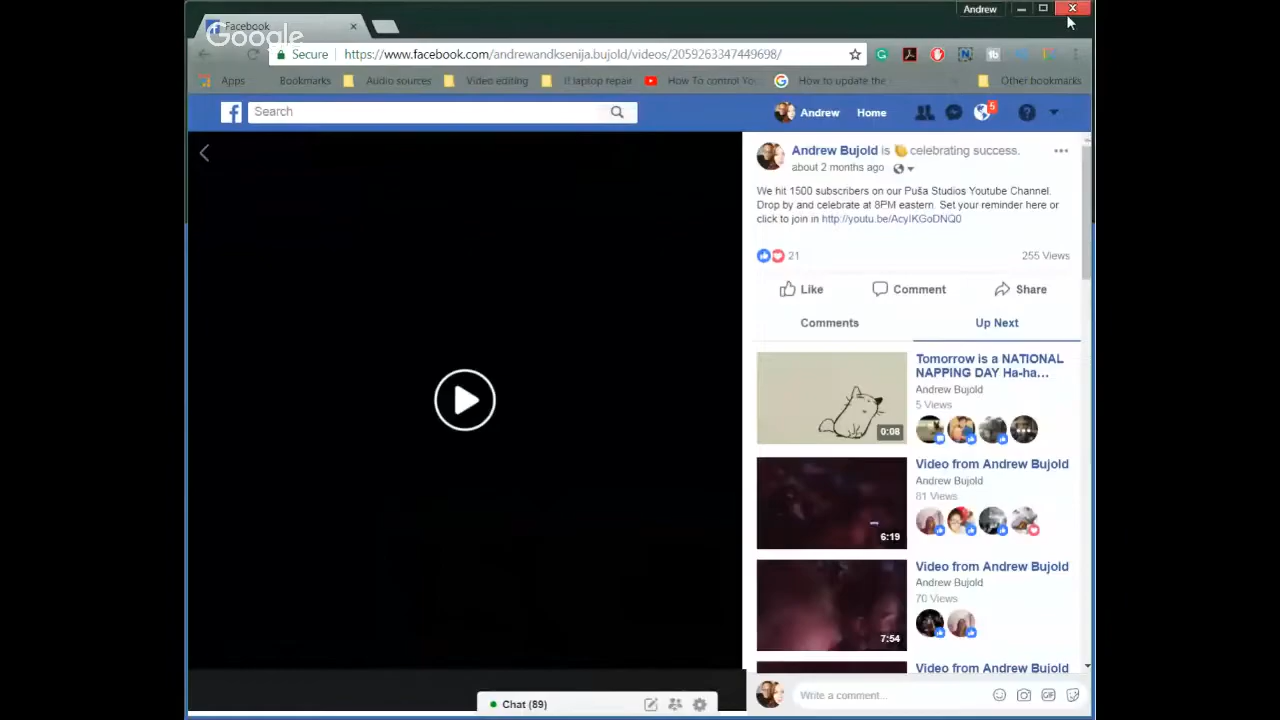 Andrew
Facebook
Google
Secure https://www.facebook.com/andrewandksenija.bujold/videos/2059263347449698/
Apps Bookmarks Audio sources Video editing !! laptop repair How To control Yo How to update the Other bookmarks
Search
Andrew Home 5
Andrew Bujold is 👏 celebrating success.
about 2 months ago
We hit 1500 subscribers on our Puša Studios Youtube Channel.
Drop by and celebrate at 8PM eastern. Set your reminder here or
click to join in http://youtu.be/AcyIKGoDNQ0
21 255 Views
Like Comment Share
Comments Up Next
Tomorrow is a NATIONAL
NAPPING DAY Ha-ha…
Andrew Bujold
5 Views
0:08
Video from Andrew Bujold
Andrew Bujold
81 Views
6:19
Video from Andrew Bujold
Andrew Bujold
70 Views
7:54
Video from Andrew Bujold
Write a comment...
GIF
Chat (89)